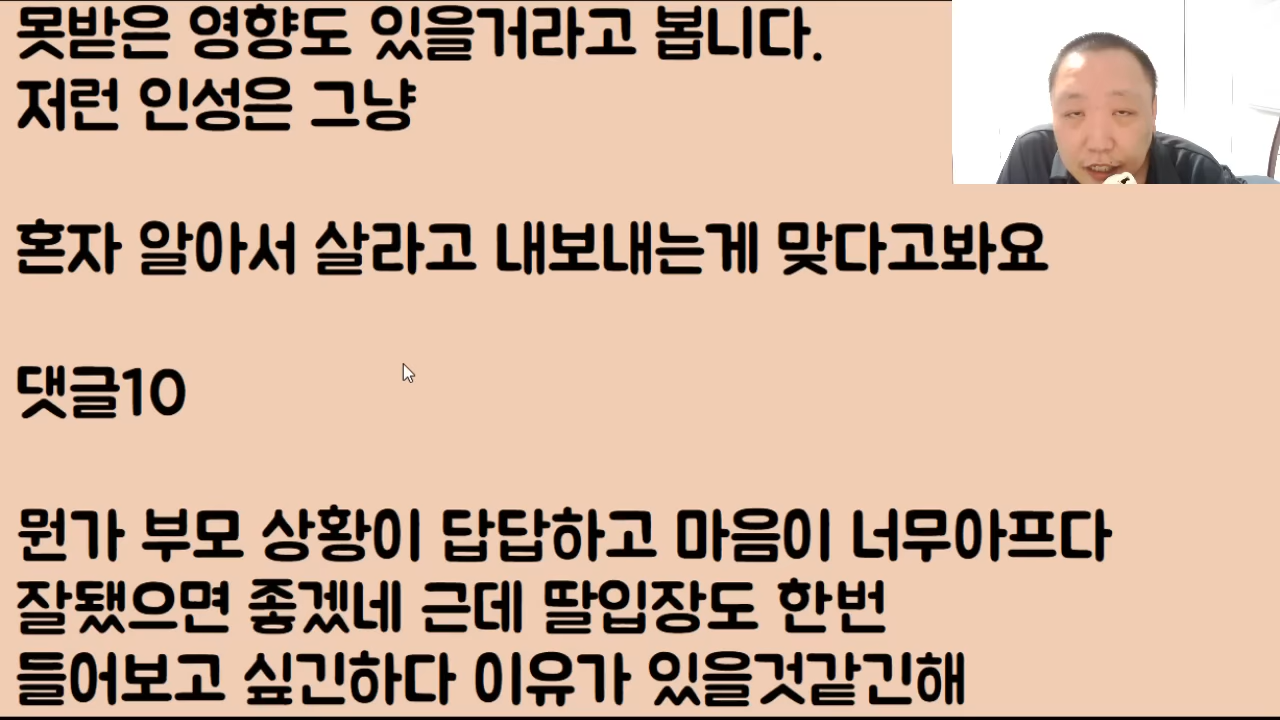 못받은 영향도 있을거라고 봅니다.
저런 인성은 그냥
혼자 알아서 살라고 내보내는게 맞다고봐요
댓글10
뭔가 부모 상황이 답답하고 마음이 너무아프다
잘됐으면 좋겠네 근데 딸입장도 한번
들어보고 싶긴하다 이유가 있을것같긴해